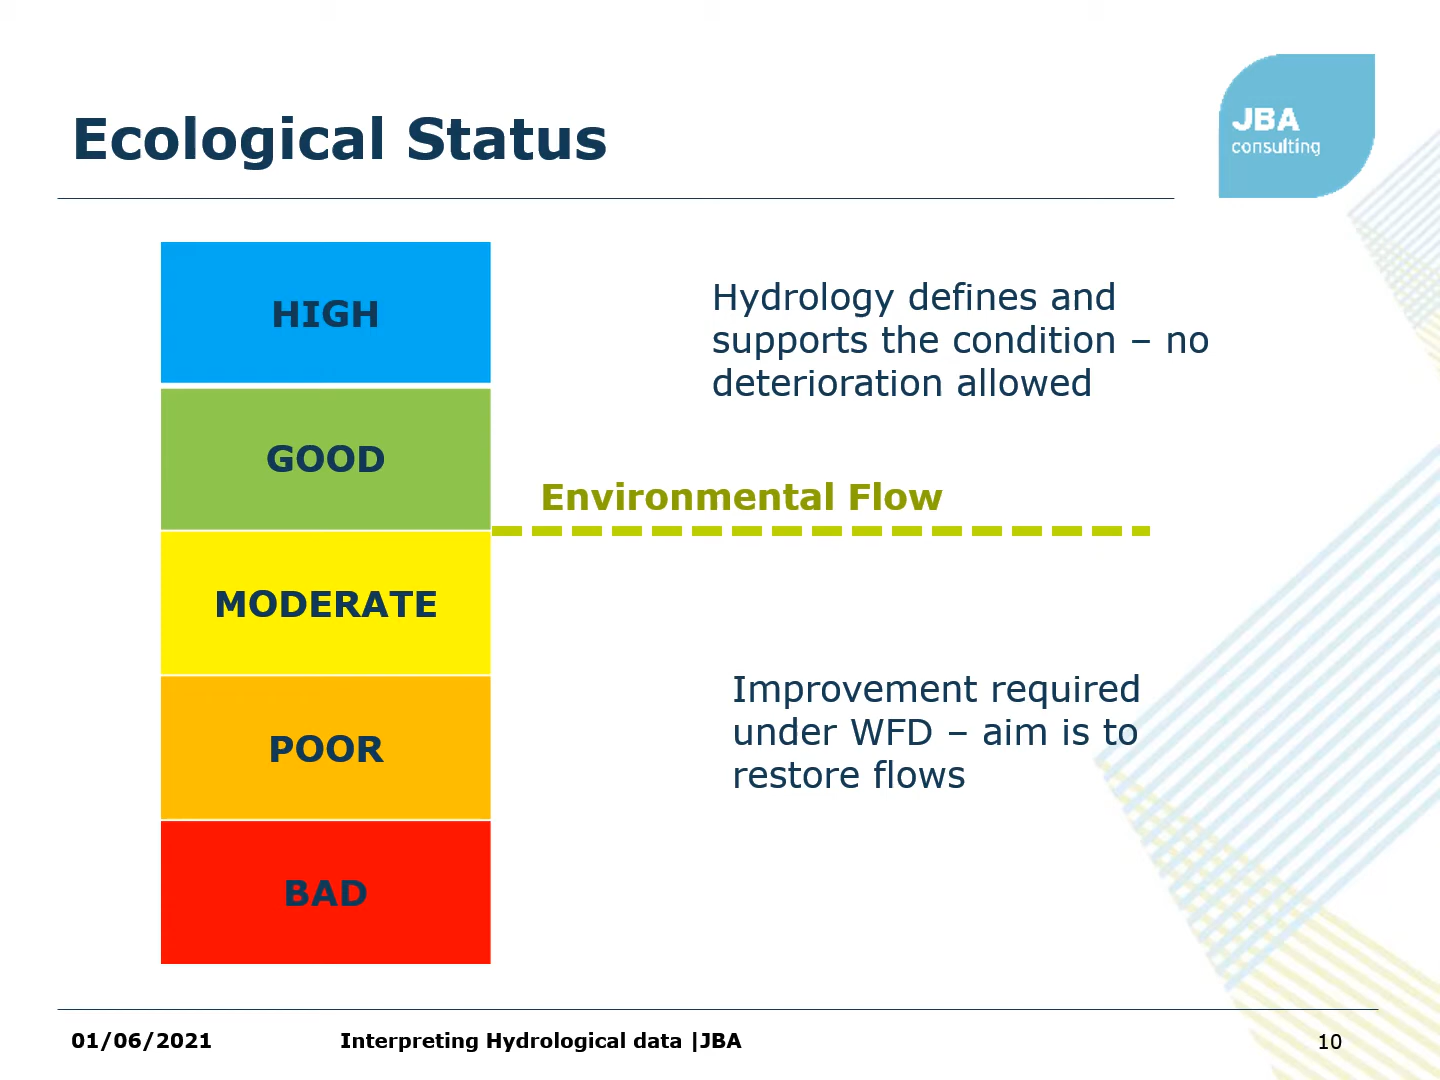 Ecological Status
JBA
consulting
HIGH
Hydrology defines and
supports the condition – no
deterioration allowed
GOOD
Environmental Flow
MODERATE
Improvement required
under WFD – aim is to
restore flows
POOR
BAD
01/06/2021
Interpreting Hydrological data |JBA
10